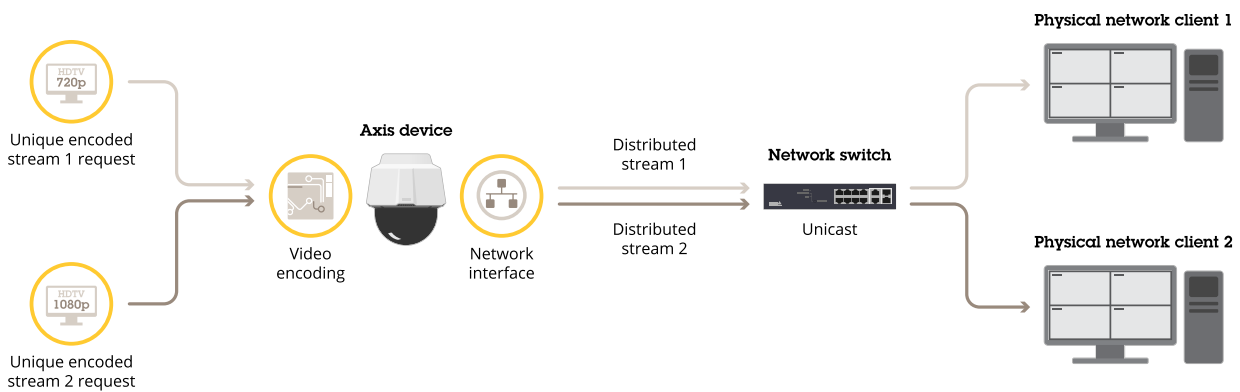 HDTV
720p
Unique encoded
stream 1 request
HDTV
1080p
Unique encoded
stream 2 request
Axis device
Video
encoding
Network
interface
Distributed
stream 1
Distributed
stream 2
Network switch
Unicast
Physical network client 1
Physical network client 2